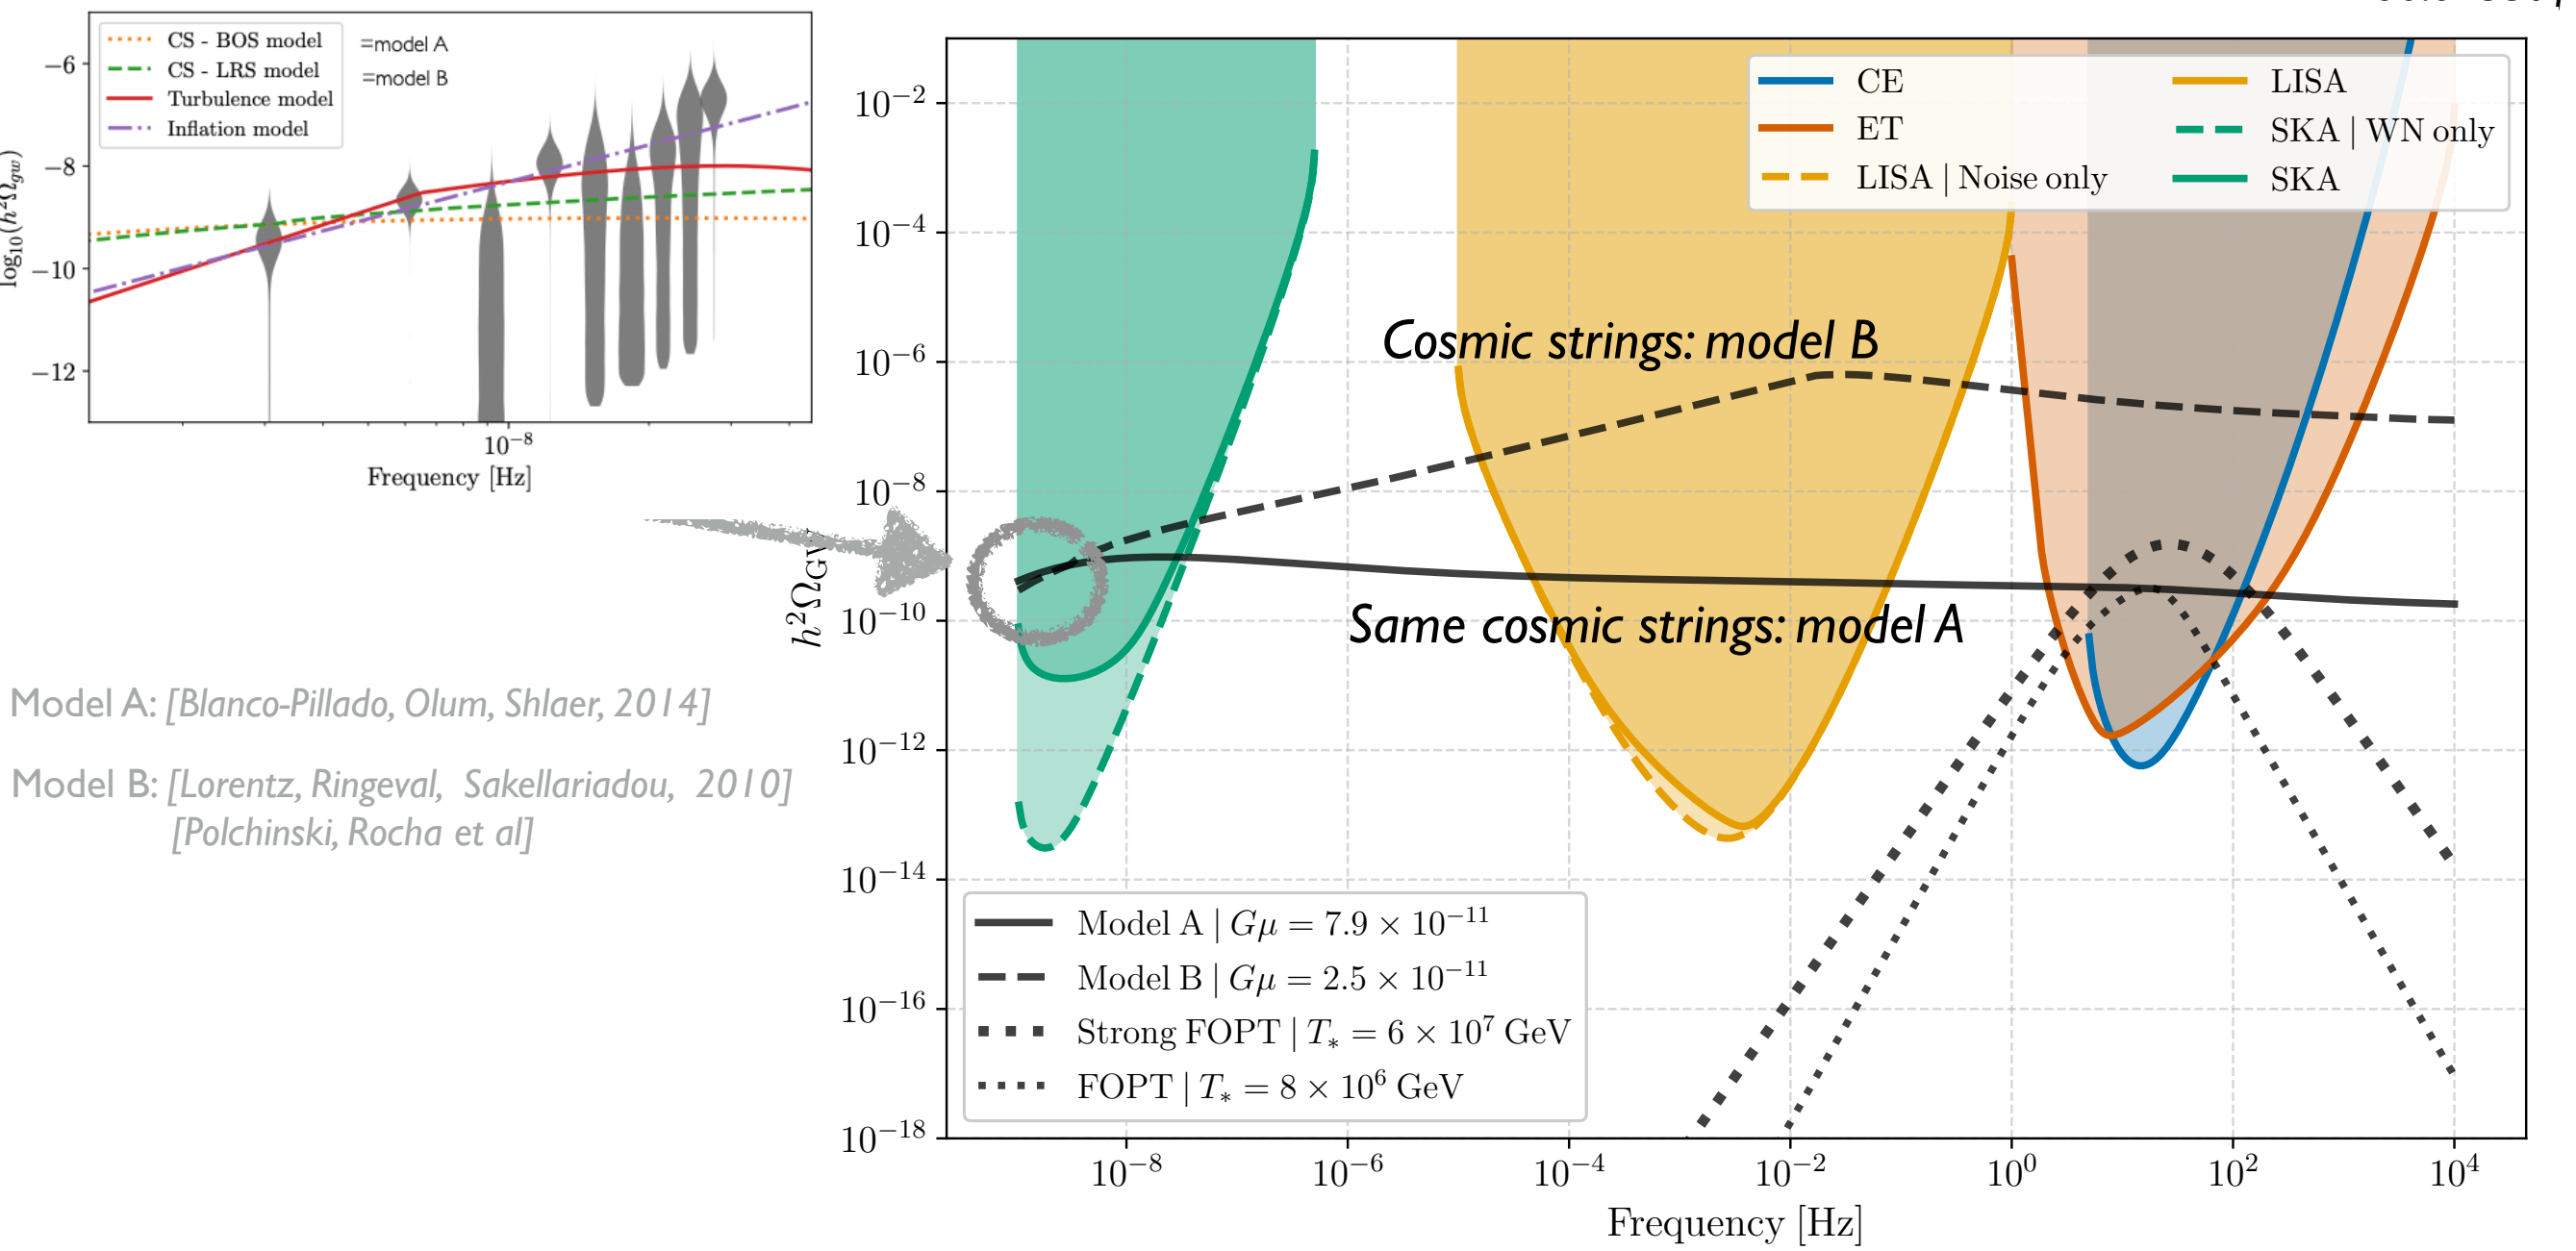 CS - BOS model =model A
CS - LRS model =model B
Turbulence model
Inflation model
log₁₀(h²Ω_gw)
−6
−8
−10
−12
10⁻⁸
Frequency [Hz]
Model A: [Blanco-Pillado, Olum, Shlaer, 2014]
Model B: [Lorentz, Ringeval, Sakellariadou, 2010]
[Polchinski, Rocha et al]
CE
ET
LISA | Noise only
LISA
SKA | WN only
SKA
Cosmic strings: model B
Same cosmic strings: model A
h²Ω_GW
10⁻²
10⁻⁴
10⁻⁶
10⁻⁸
10⁻¹⁰
10⁻¹²
10⁻¹⁴
10⁻¹⁶
10⁻¹⁸
Model A | Gμ = 7.9 × 10⁻¹¹
Model B | Gμ = 2.5 × 10⁻¹¹
Strong FOPT | T∗ = 6 × 10⁷ GeV
FOPT | T∗ = 8 × 10⁶ GeV
10⁻⁸ 10⁻⁶ 10⁻⁴ 10⁻² 10⁰ 10² 10⁴
Frequency [Hz]